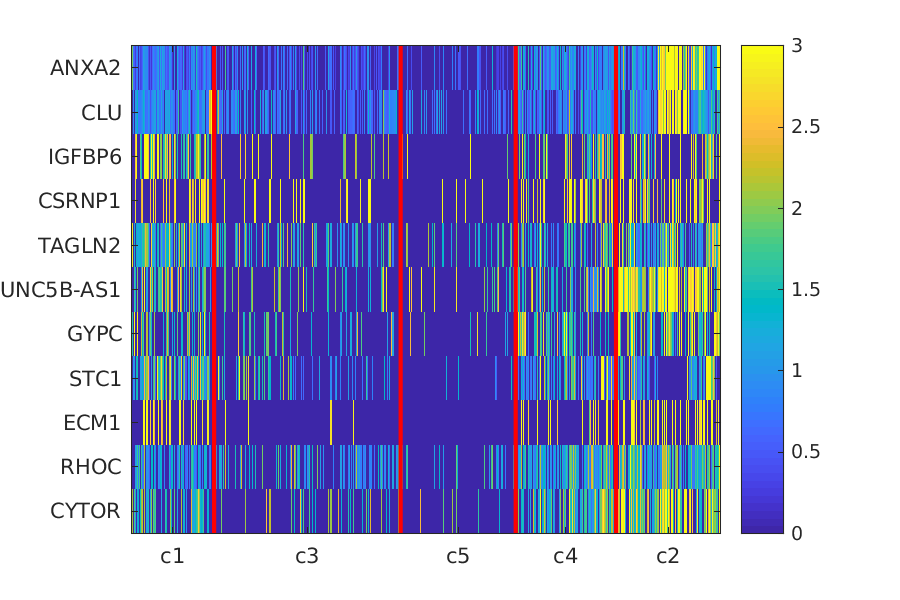 ANXA2
CLU
IGFBP6
CSRNP1
TAGLN2
UNC5B-AS1
GYPC
STC1
ECM1
RHOC
CYTOR
c1 c3 c5 c4 c2
3
2.5
2
1.5
1
0.5
0